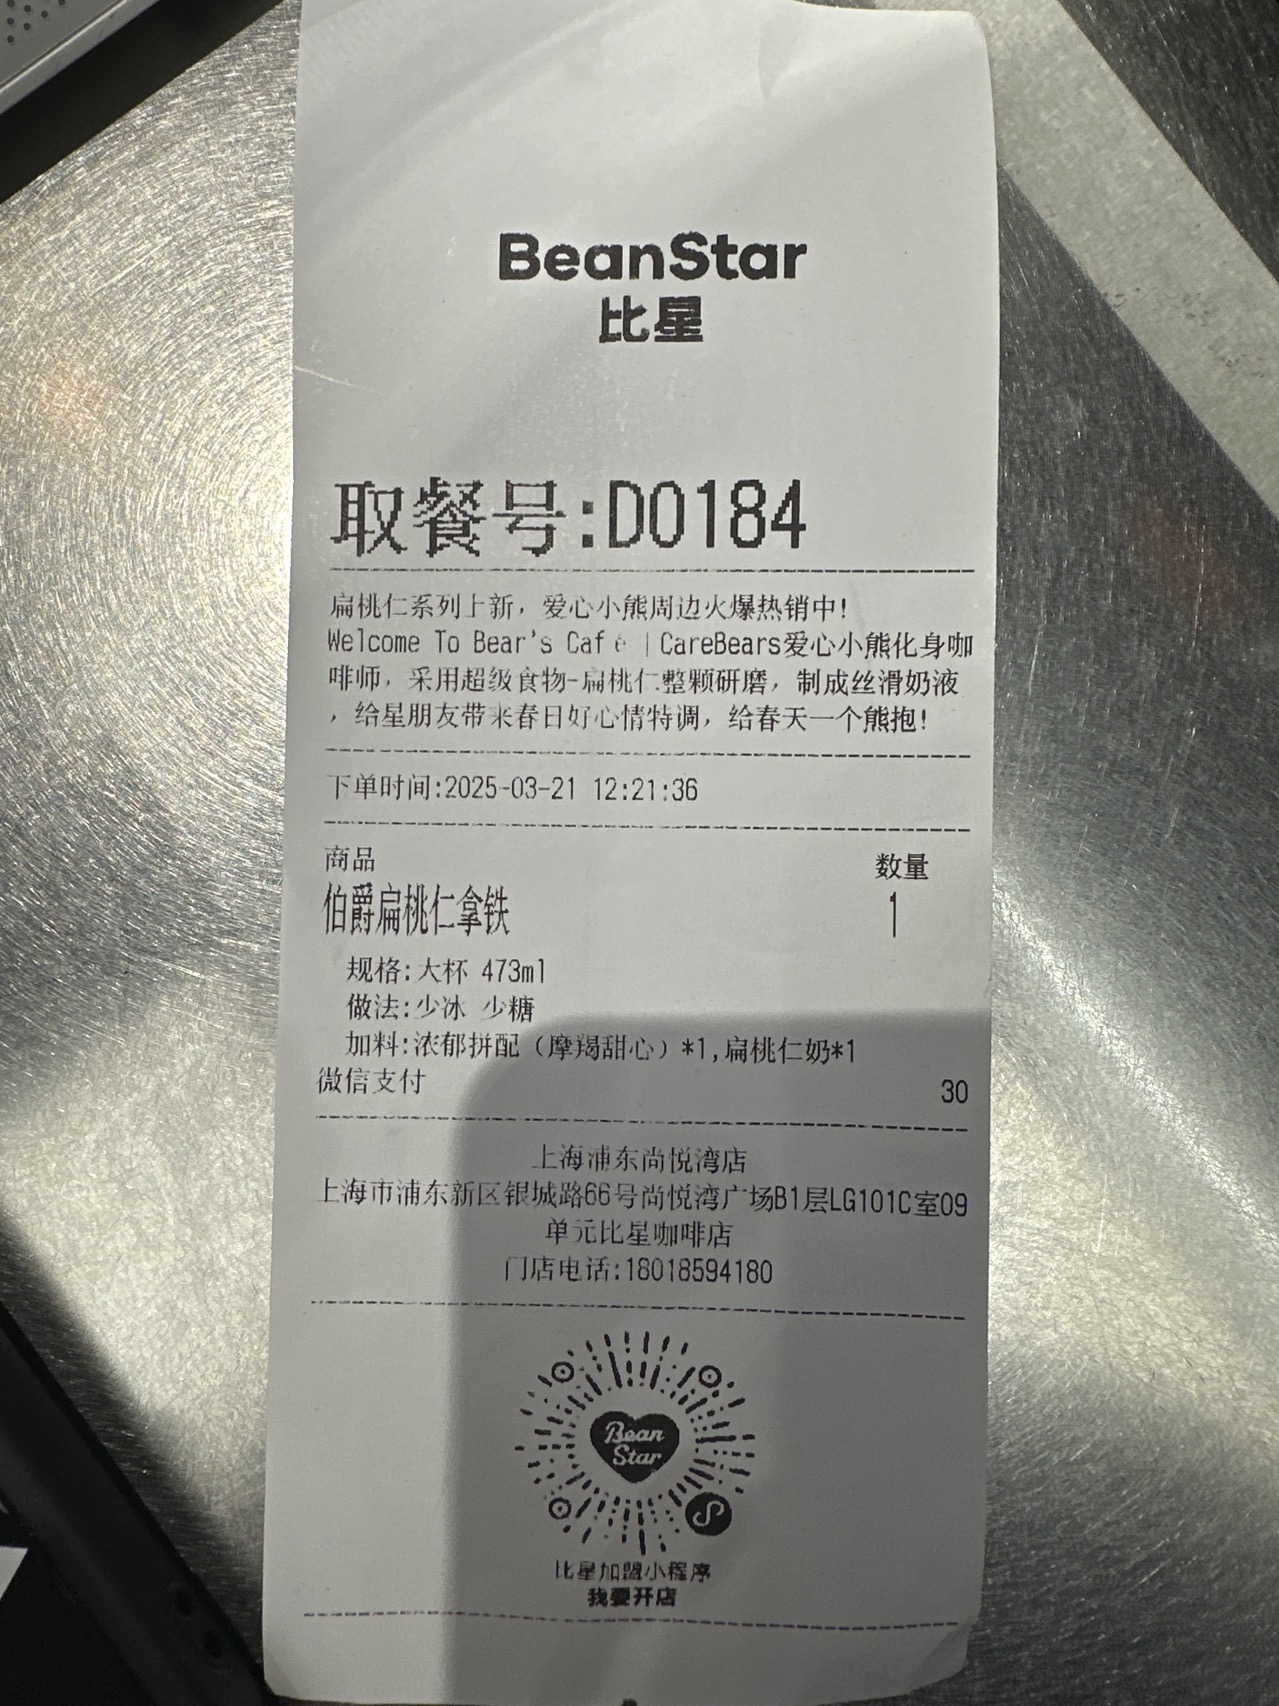 BeanStar
比星
取餐号:D0184
扁桃仁系列上新，爱心小熊周边火爆热销中!
Welcome To Bear's Café |CareBears爱心小熊化身咖
啡师，采用超级食物-扁桃仁整颗研磨，制成丝滑奶液
，给星朋友带来春日好心情特调，给春天一个熊抱!
下单时间:2025-03-21 12:21:36
商品 数量
伯爵扁桃仁拿铁 1
规格:大杯 473ml
做法:少冰 少糖
加料:浓郁拼配（摩羯甜心）*1,扁桃仁奶*1
微信支付 30
上海浦东尚悦湾店
上海市浦东新区银城路66号尚悦湾广场B1层LG101C室09
单元比星咖啡店
门店电话:18018594180
Bean
Star
比星加盟小程序
我要开店